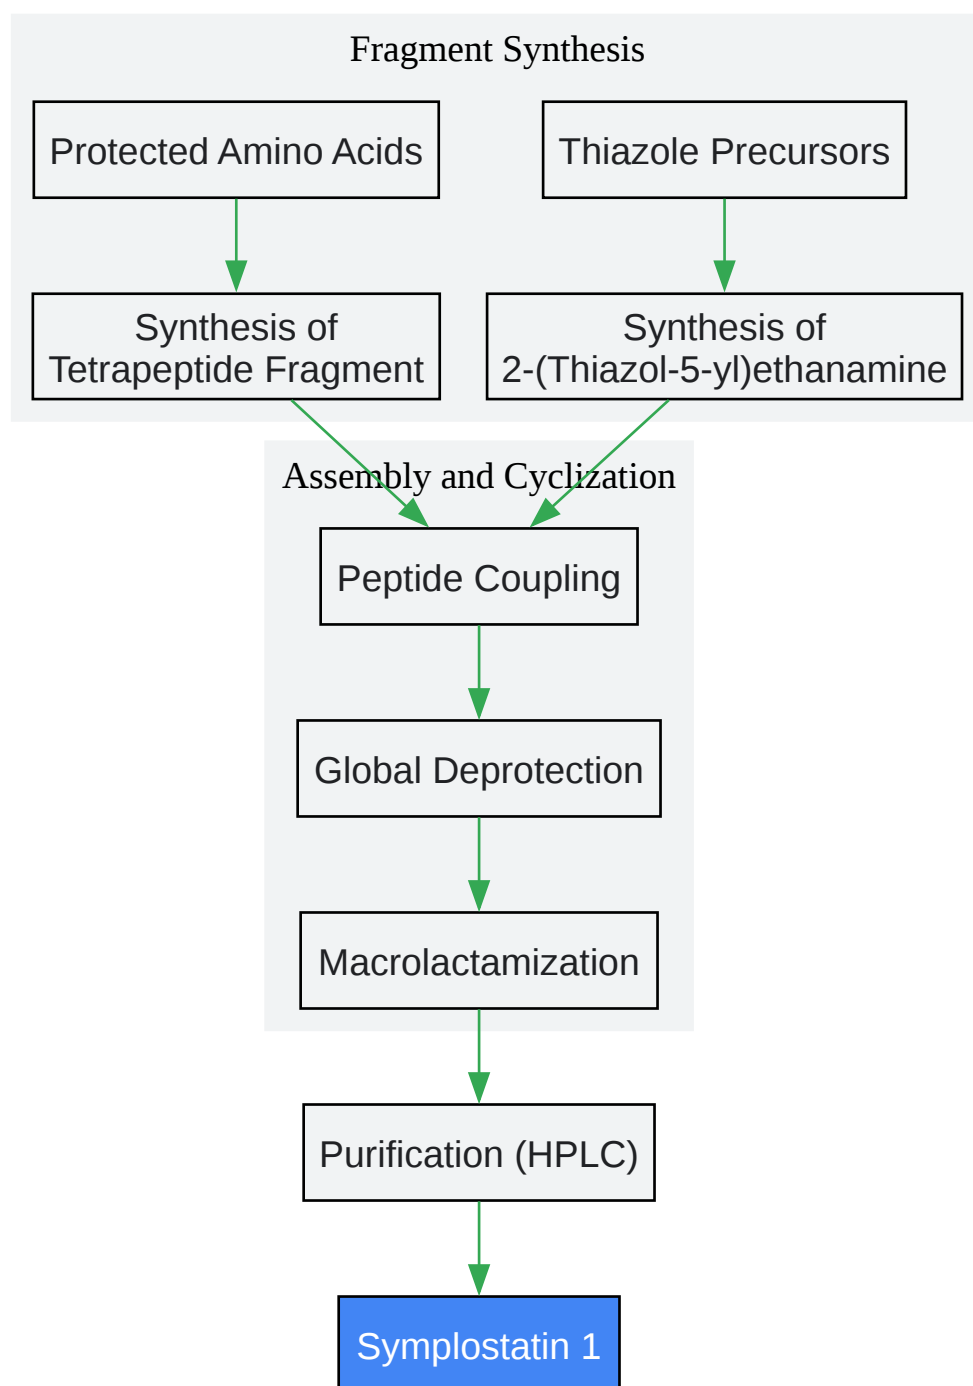 Fragment Synthesis
Protected Amino Acids
Thiazole Precursors
Synthesis of
Tetrapeptide Fragment
Synthesis of
2-(Thiazol-5-yl)ethanamine
Assembly and Cyclization
Peptide Coupling
Global Deprotection
Macrolactamization
Purification (HPLC)
Symplostatin 1